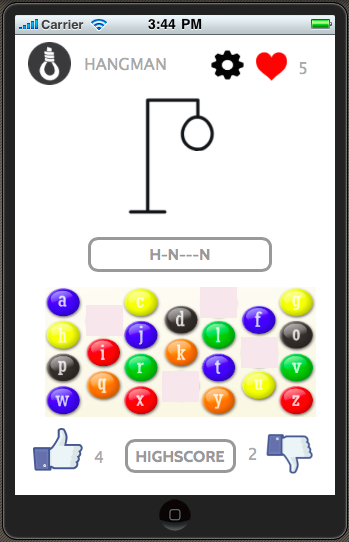 Carrier 3:44 PM
HANGMAN 5
H-N---N
a c g
d f
h j l o
i k
p r t v
q u
w x y z
4 HIGHSCORE 2